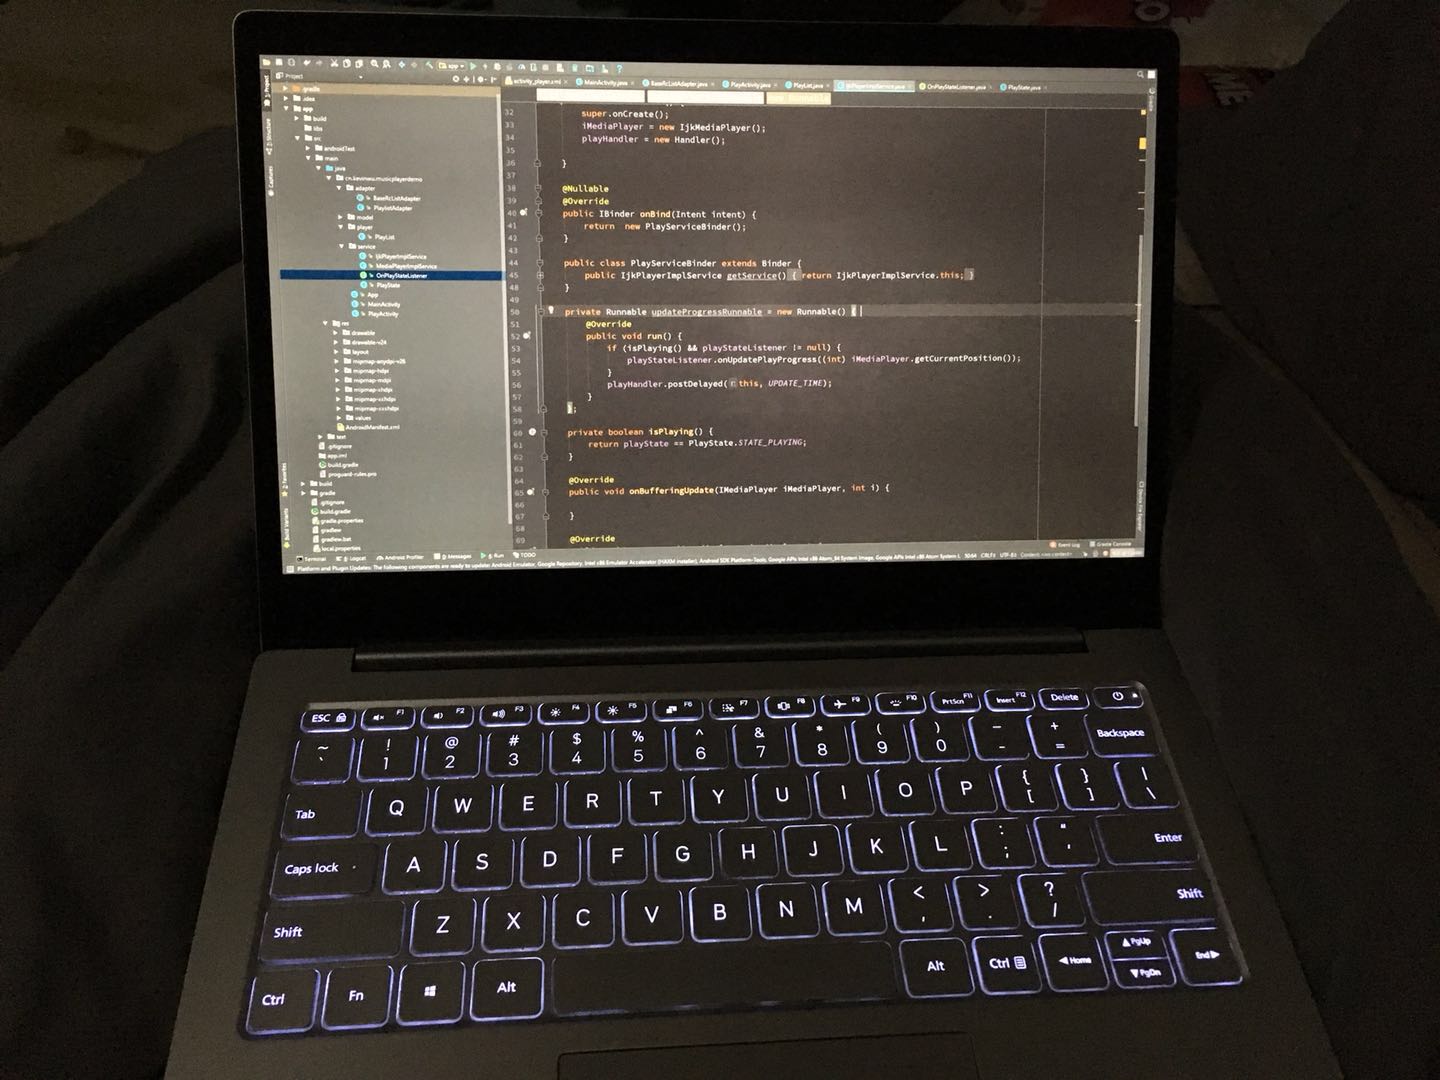 Project
app
activity_player.xml
MainActivity.java
BaseRcListAdapter.java
PlayActivity.java
PlayList.java
IjkPlayerImplService.java
OnPlayStateListener.java
PlayState.java
.gradle
.idea
app
build
libs
src
androidTest
main
java
cn.kevinwu.musicplayerdemo
adapter
BaseRcListAdapter
PlaylistAdapter
model
player
PlayList
service
IjkPlayerImplService
MediaPlayerImplService
OnPlayStateListener
PlayState
App
MainActivity
PlayActivity
res
drawable
drawable-v24
layout
mipmap-anydpi-v26
mipmap-hdpi
mipmap-mdpi
mipmap-xhdpi
mipmap-xxhdpi
mipmap-xxxhdpi
values
AndroidManifest.xml
test
.gitignore
app.iml
build.gradle
proguard-rules.pro
build
gradle
.gitignore
build.gradle
gradle.properties
gradlew
gradlew.bat
local.properties
32 super.onCreate();
33 iMediaPlayer = new IjkMediaPlayer();
34 playHandler = new Handler();
35
36 }
37
38 @Nullable
39 @Override
40 public IBinder onBind(Intent intent) {
41 return new PlayServiceBinder();
42 }
43
44 public class PlayServiceBinder extends Binder {
45 public IjkPlayerImplService getService() { return IjkPlayerImplService.this; }
48 }
49
50 private Runnable updateProgressRunnable = new Runnable() {
51 @Override
52 public void run() {
53 if (isPlaying() && playStateListener != null) {
54 playStateListener.onUpdatePlayProgress((int) iMediaPlayer.getCurrentPosition());
55 }
56 playHandler.postDelayed( r: this, UPDATE_TIME);
57 }
58 };
59
60 private boolean isPlaying() {
61 return playState == PlayState.STATE_PLAYING;
62 }
63
64 @Override
65 public void onBufferingUpdate(IMediaPlayer iMediaPlayer, int i) {
66
67 }
68
69 @Override
Terminal 6: Logcat Android Profiler 0: Messages 4: Run TODO
Event Log Gradle Console
Platform and Plugin Updates: The following components are ready to update: Android Emulator, Google Repository, Intel x86 Emulator Accelerator (HAXM installer), Android SDK Platform-Tools, Google APIs Intel x86 Atom_64 System Image, Google APIs Intel x86 Atom System I...
50:64 CRLF UTF-8
ESC F1 F2 F3 F4 F5 F6 F7 F8 F9 F10 PrtScn F11 Insert F12 Delete
~ ` ! 1 @ 2 # 3 $ 4 % 5 ^ 6 & 7 * 8 ( 9 ) 0 _ - + = Backspace
Tab Q W E R T Y U I O P { [ } ] | \
Caps lock A S D F G H J K L : ; " ' Enter
Shift Z X C V B N M < , > . ? / Shift
Ctrl Fn Alt Alt Ctrl Home PgUp PgDn End